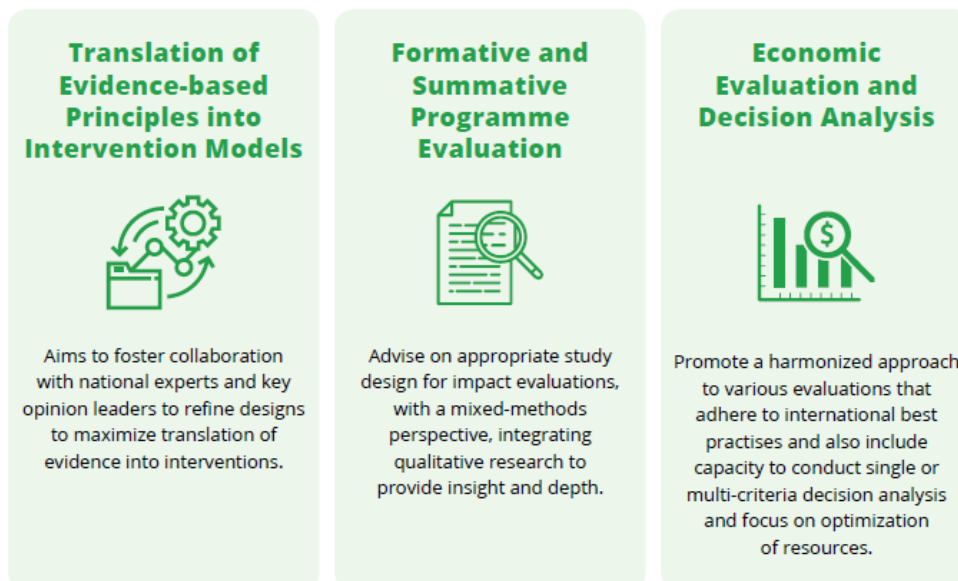 Translation of
Evidence-based
Principles into
Intervention Models
Aims to foster collaboration
with national experts and key
opinion leaders to refine designs
to maximize translation of
evidence into interventions.
Formative and
Summative
Programme
Evaluation
Advise on appropriate study
design for impact evaluations,
with a mixed-methods
perspective, integrating
qualitative research to
provide insight and depth.
Economic
Evaluation and
Decision Analysis
$
Promote a harmonized approach
to various evaluations that
adhere to international best
practises and also include
capacity to conduct single or
multi-criteria decision analysis
and focus on optimization
of resources.